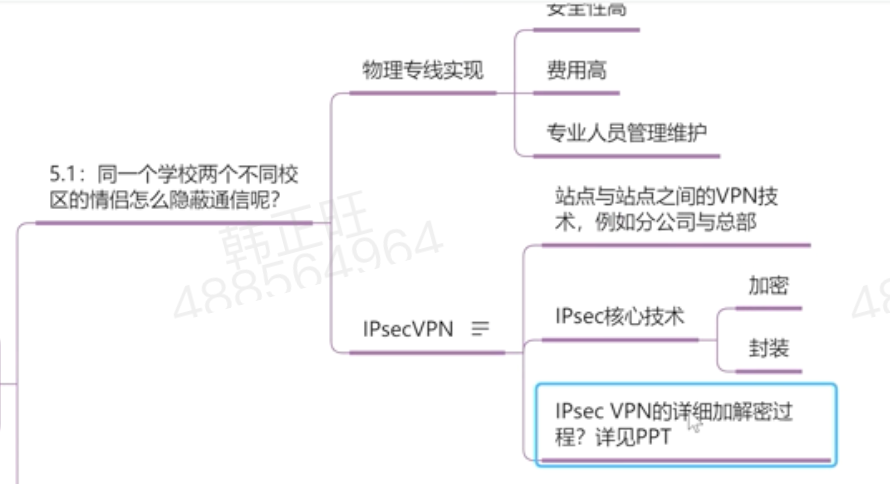 安全性高
物理专线实现
费用高
专业人员管理维护
5.1：同一个学校两个不同校
区的情侣怎么隐蔽通信呢？
站点与站点之间的VPN技
术，例如分公司与总部
IPsecVPN
IPsec核心技术
加密
封装
IPsec VPN的详细加解密过
程？详见PPT
韩正旺
488564964
48